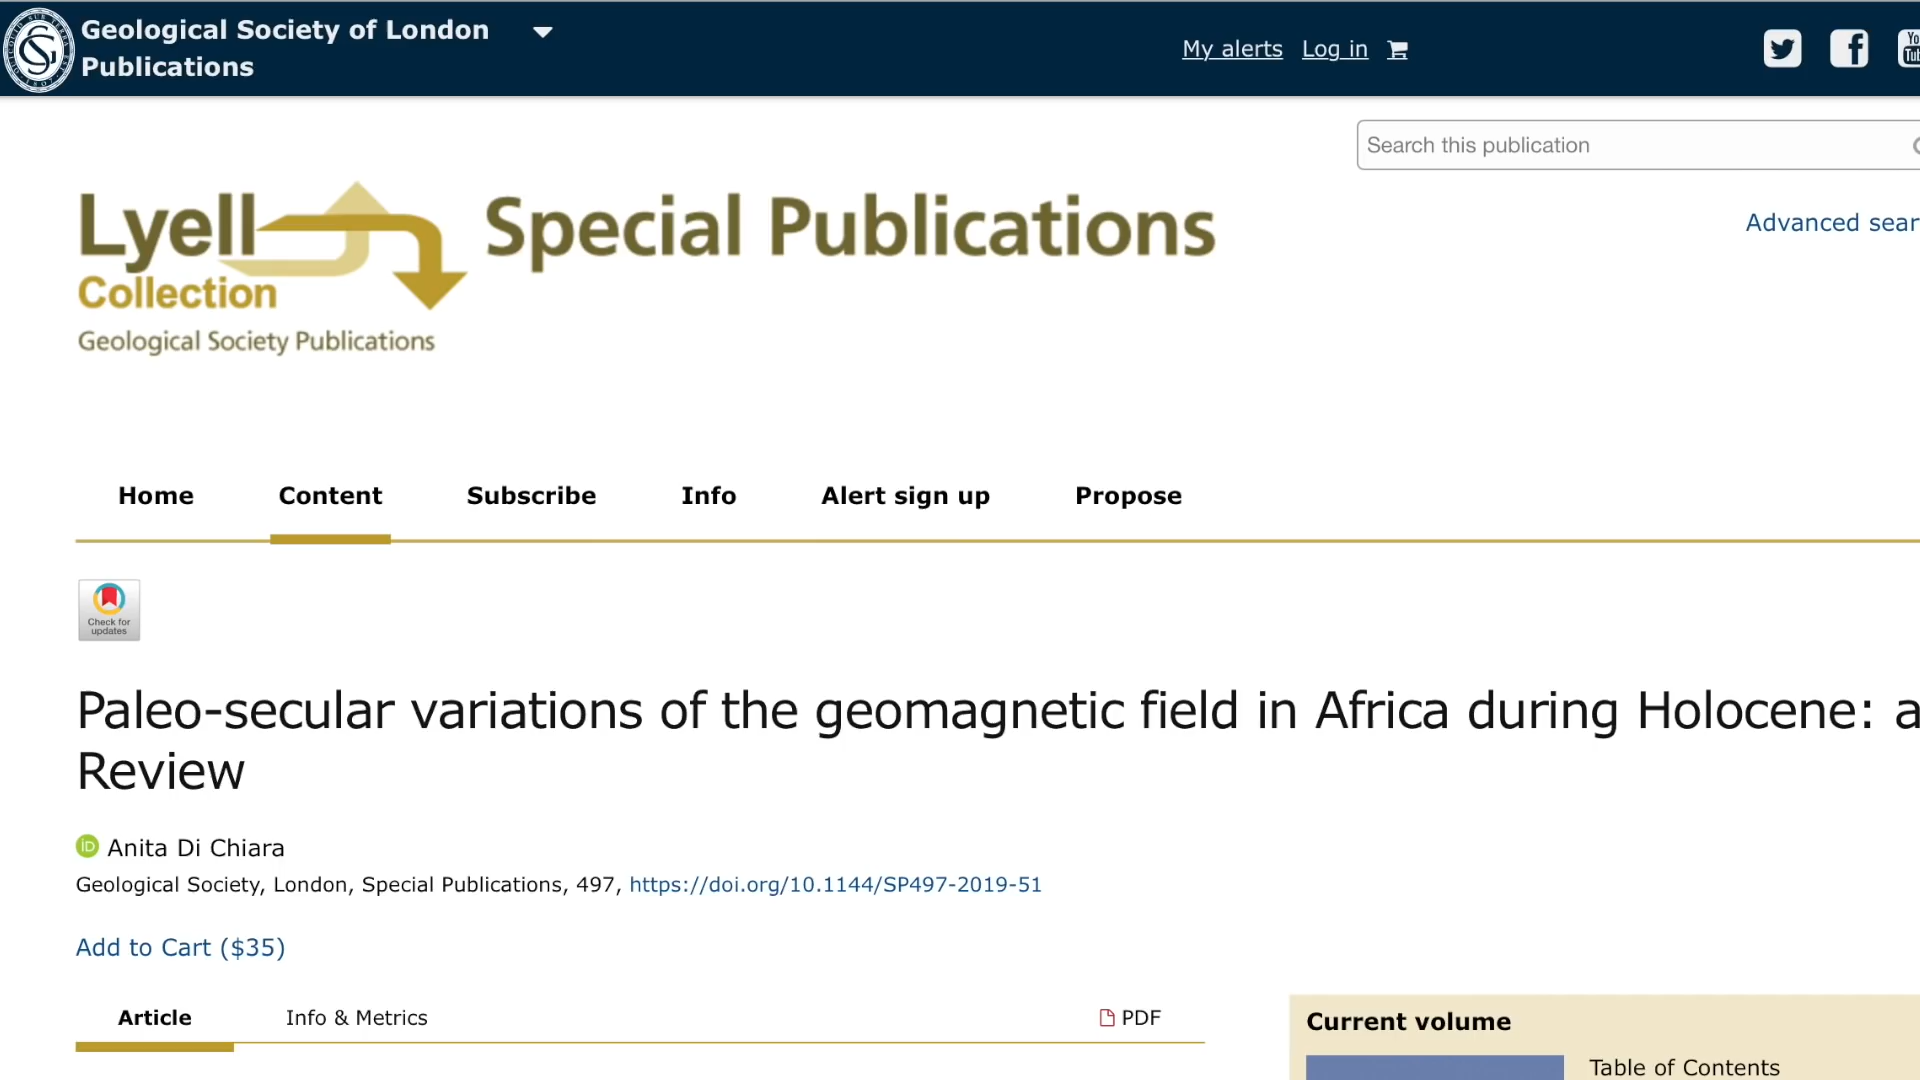 Geological Society of London
Publications
My alerts Log in
Search this publication
Advanced sear
Lyell
Collection
Geological Society Publications
Special Publications
Home Content Subscribe Info Alert sign up Propose
Check for
updates
Paleo-secular variations of the geomagnetic field in Africa during Holocene: a
Review
iD Anita Di Chiara
Geological Society, London, Special Publications, 497, https://doi.org/10.1144/SP497-2019-51
Add to Cart ($35)
Article Info & Metrics PDF
Current volume
Table of Contents